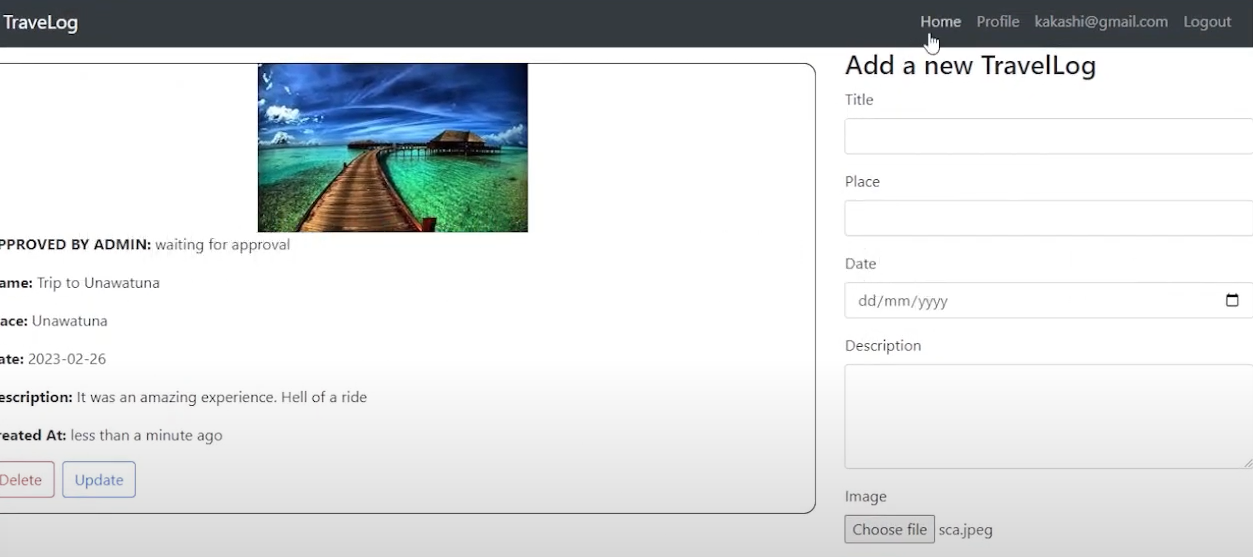 TraveLog
Home Profile kakashi@gmail.com Logout
PPROVED BY ADMIN: waiting for approval
ame: Trip to Unawatuna
ace: Unawatuna
ate: 2023-02-26
escription: It was an amazing experience. Hell of a ride
reated At: less than a minute ago
Delete Update
Add a new TravelLog
Title
Place
Date
dd/mm/yyyy
Description
Image
Choose file sca.jpeg